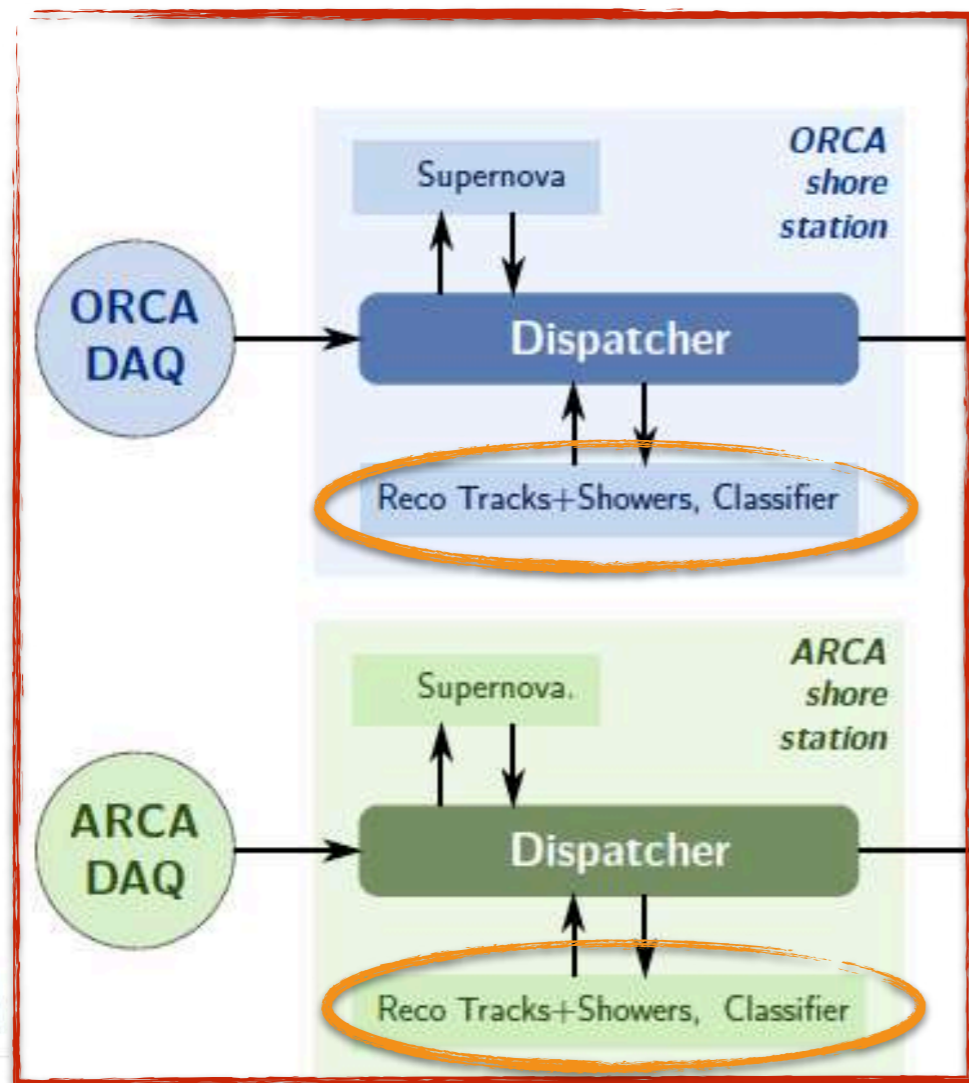 ORCA
shore
station
Supernova
ORCA
DAQ
Dispatcher
Reco Tracks+Showers, Classifier
ARCA
shore
station
Supernova.
ARCA
DAQ
Dispatcher
Reco Tracks+Showers, Classifier